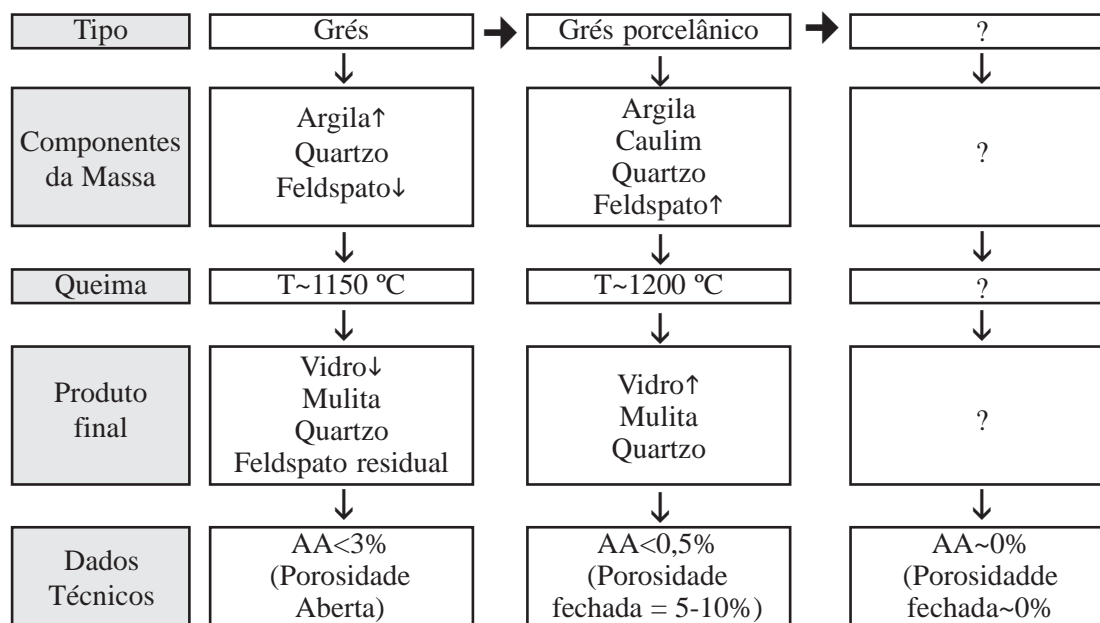 Tipo
Grés
Grés porcelânico
?
Componentes
da Massa
Argila↑
Quartzo
Feldspato↓
Argila
Caulim
Quartzo
Feldspato↑
?
Queima
T~1150 ºC
T~1200 ºC
?
Produto
final
Vidro↓
Mulita
Quartzo
Feldspato residual
Vidro↑
Mulita
Quartzo
?
Dados
Técnicos
AA<3%
(Porosidade
Aberta)
AA<0,5%
(Porosidade
fechada = 5-10%)
AA~0%
(Porosidadde
fechada~0%